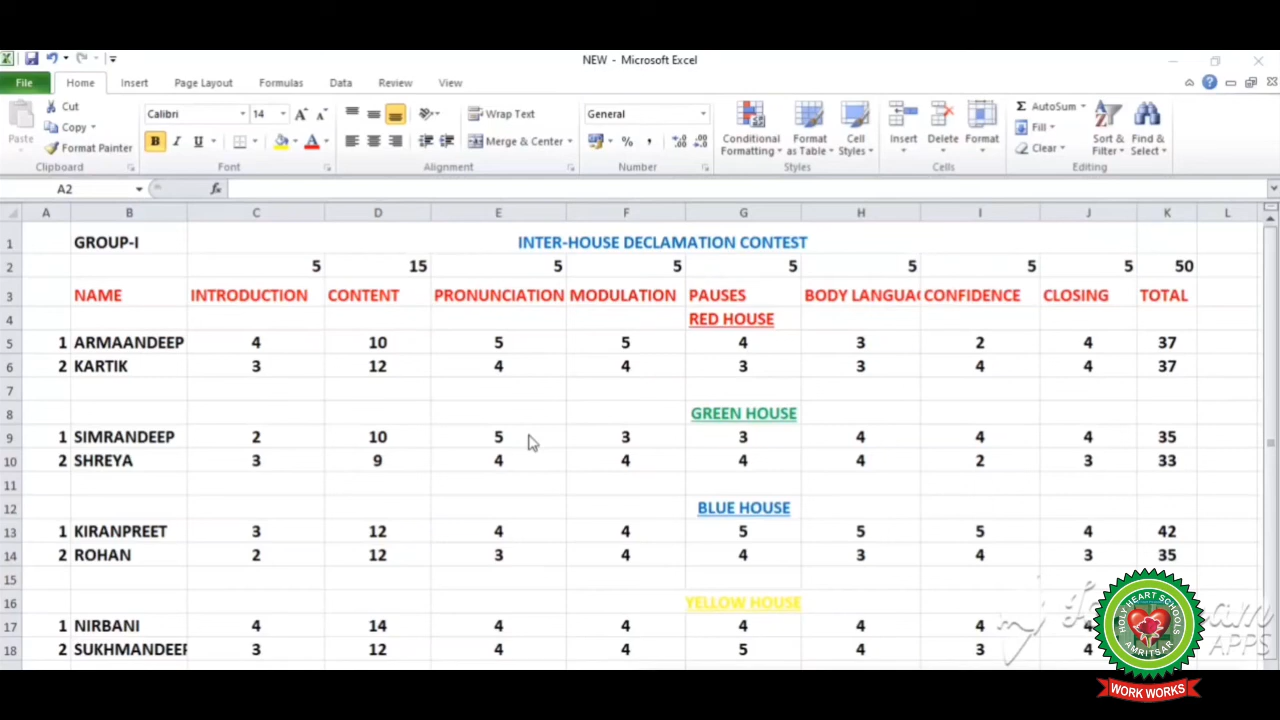 NEW - Microsoft Excel
File Home Insert Page Layout Formulas Data Review View
Cut
Copy
Format Painter
Paste
Clipboard
Calibri 14
B I U
Font
Wrap Text
Merge & Center
Alignment
General
%
Number
Conditional Formatting
Format as Table
Cell Styles
Styles
Insert Delete Format
Cells
AutoSum
Fill
Clear
Sort & Filter
Find & Select
Editing
A2 fx
A B C D E F G H I J K L
1 GROUP-I INTER-HOUSE DECLAMATION CONTEST
2 5 15 5 5 5 5 5 5 50
3 NAME INTRODUCTION CONTENT PRONUNCIATION MODULATION PAUSES BODY LANGUAG CONFIDENCE CLOSING TOTAL
4 RED HOUSE
5 1 ARMAANDEEP 4 10 5 5 4 3 2 4 37
6 2 KARTIK 3 12 4 4 3 3 4 4 37
7
8 GREEN HOUSE
9 1 SIMRANDEEP 2 10 5 3 3 4 4 4 35
10 2 SHREYA 3 9 4 4 4 4 2 3 33
11
12 BLUE HOUSE
13 1 KIRANPREET 3 12 4 4 5 5 5 4 42
14 2 ROHAN 2 12 3 4 4 3 4 3 35
15
16 YELLOW HOUSE
17 1 NIRBANI 4 14 4 4 4 4 4 4
18 2 SUKHMANDEEP 3 12 4 4 5 4 3 4
APPS
HOLY HEART SCHOOLS
AMRITSAR
WORK WORKS